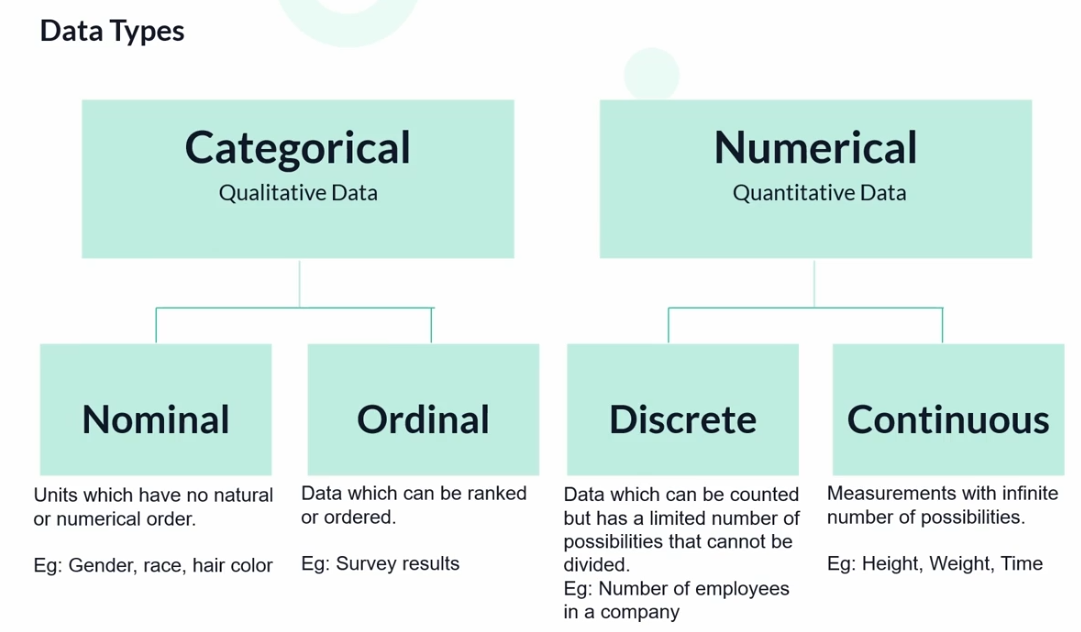 Data Types
Categorical
Qualitative Data
Numerical
Quantitative Data
Nominal
Units which have no natural
or numerical order.
Eg: Gender, race, hair color
Ordinal
Data which can be ranked
or ordered.
Eg: Survey results
Discrete
Data which can be counted
but has a limited number of
possibilities that cannot be
divided.
Eg: Number of employees
in a company
Continuous
Measurements with infinite
number of possibilities.
Eg: Height, Weight, Time